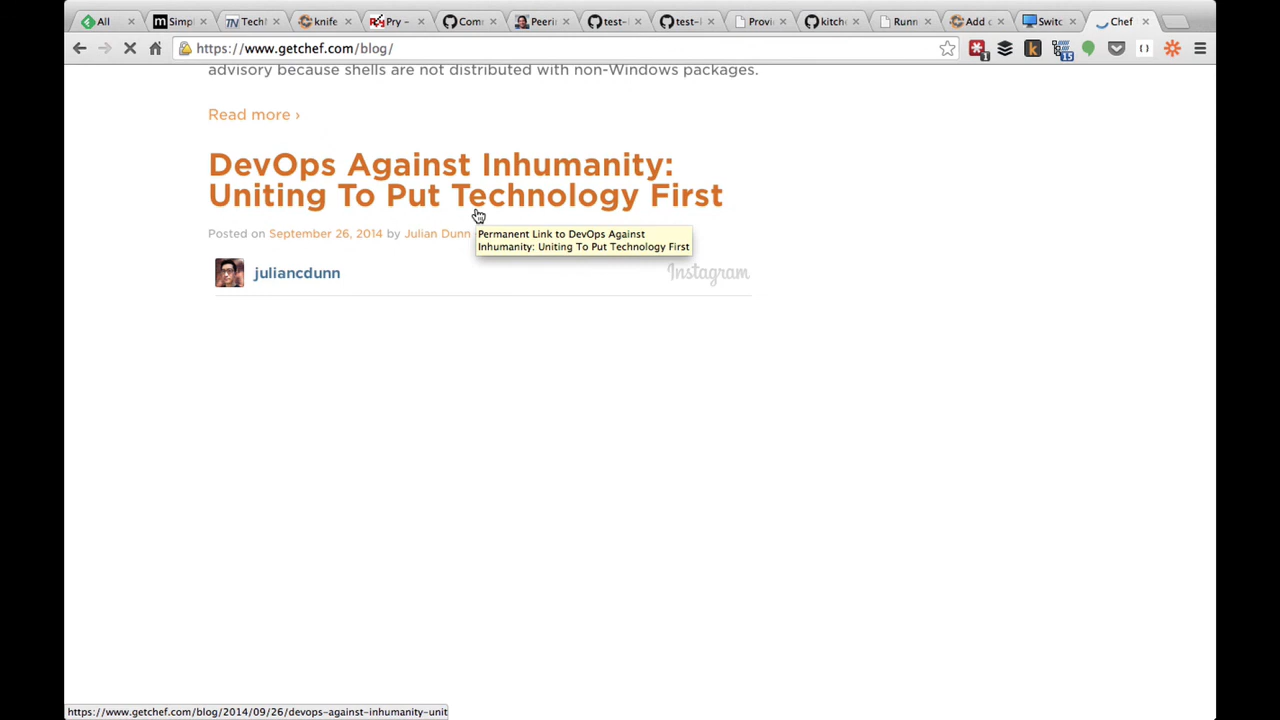 All
Simpl
TechN
knife
Pry –
Com
Peeri
test-
test-
Provi
kitch
Runn
Add
Switc
Chef
https://www.getchef.com/blog/
1
15
advisory because shells are not distributed with non-Windows packages.
Read more ›
DevOps Against Inhumanity:
Uniting To Put Technology First
Posted on September 26, 2014 by Julian Dunn
Permanent Link to DevOps Against
Inhumanity: Uniting To Put Technology First
juliancdunn
Instagram
https://www.getchef.com/blog/2014/09/26/devops-against-inhumanity-unit